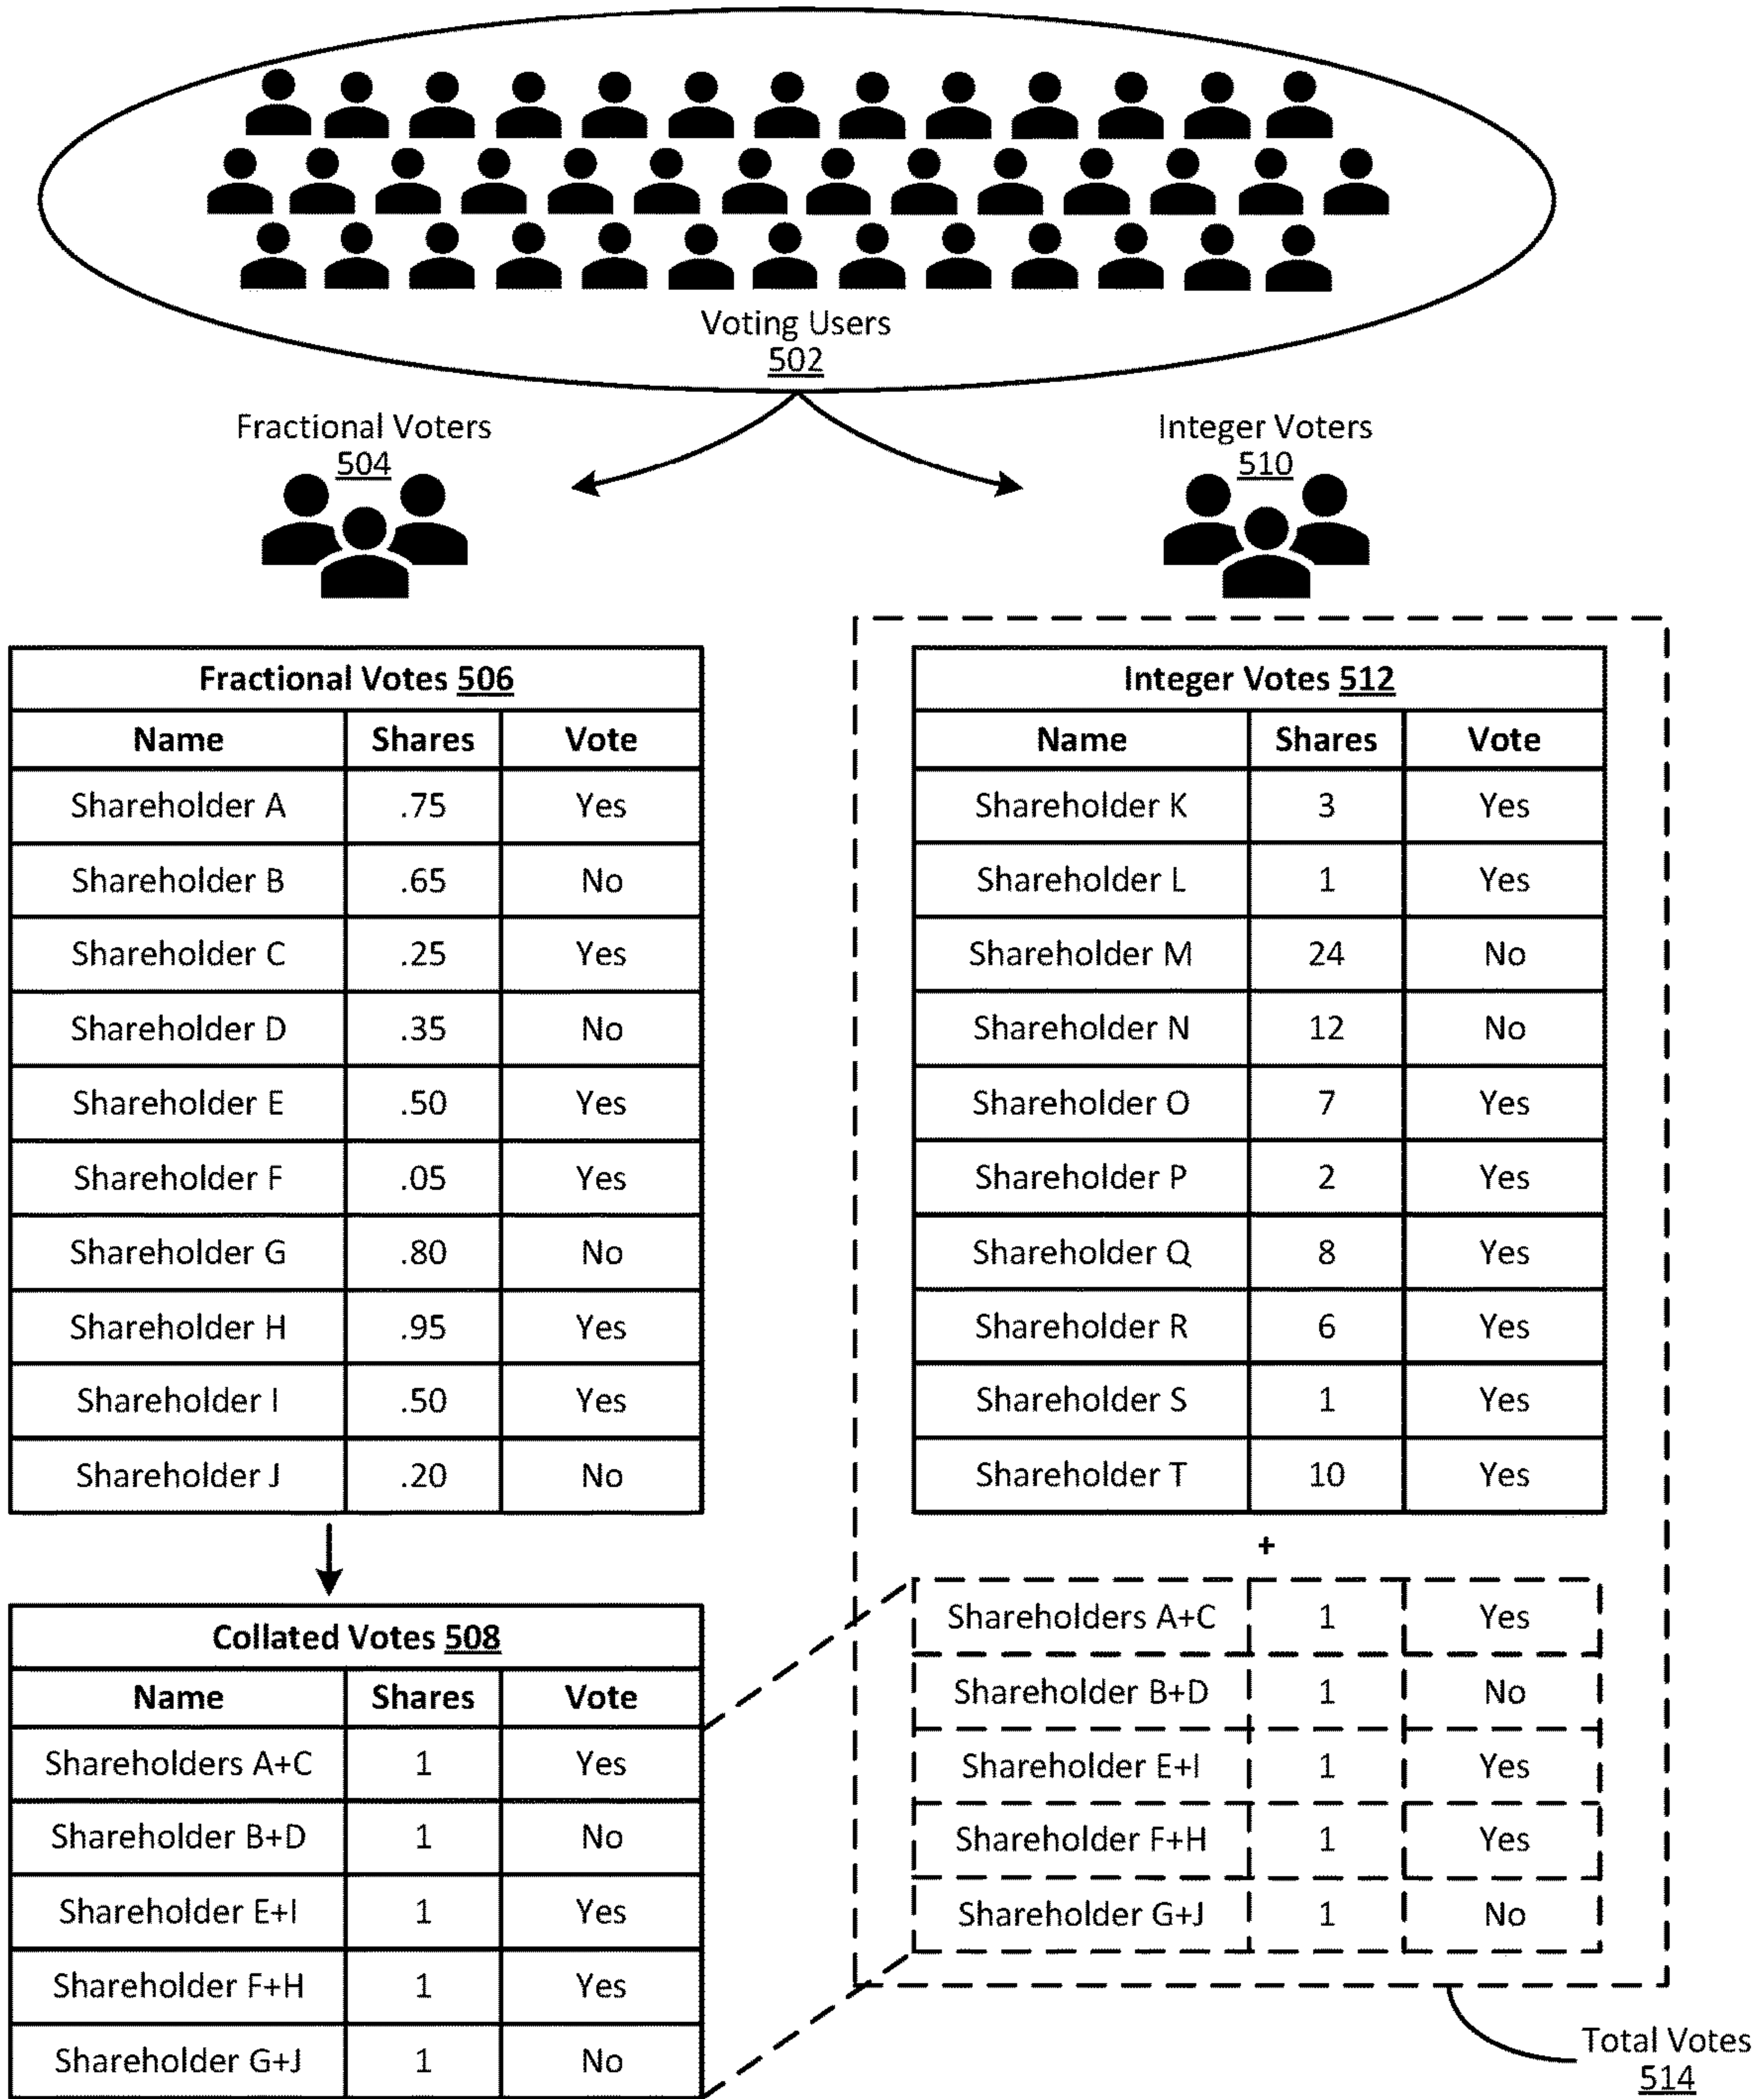 Voting Users
502
Fractional Voters
504
Integer Voters
510
Fractional Votes 506
Name Shares Vote
Shareholder A .75 Yes
Shareholder B .65 No
Shareholder C .25 Yes
Shareholder D .35 No
Shareholder E .50 Yes
Shareholder F .05 Yes
Shareholder G .80 No
Shareholder H .95 Yes
Shareholder I .50 Yes
Shareholder J .20 No
Integer Votes 512
Name Shares Vote
Shareholder K 3 Yes
Shareholder L 1 Yes
Shareholder M 24 No
Shareholder N 12 No
Shareholder O 7 Yes
Shareholder P 2 Yes
Shareholder Q 8 Yes
Shareholder R 6 Yes
Shareholder S 1 Yes
Shareholder T 10 Yes
+
Collated Votes 508
Name Shares Vote
Shareholders A+C 1 Yes
Shareholder B+D 1 No
Shareholder E+I 1 Yes
Shareholder F+H 1 Yes
Shareholder G+J 1 No
Shareholders A+C 1 Yes
Shareholder B+D 1 No
Shareholder E+I 1 Yes
Shareholder F+H 1 Yes
Shareholder G+J 1 No
Total Votes
514